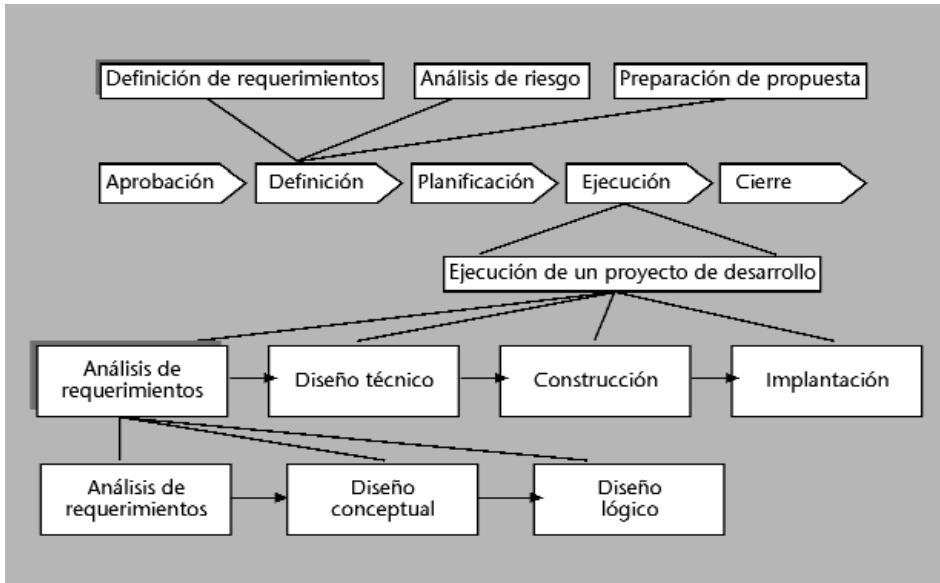 Definición de requerimientos
Análisis de riesgo
Preparación de propuesta
Aprobación
Definición
Planificación
Ejecución
Cierre
Ejecución de un proyecto de desarrollo
Análisis de
requerimientos
Diseño técnico
Construcción
Implantación
Análisis de
requerimientos
Diseño
conceptual
Diseño
lógico